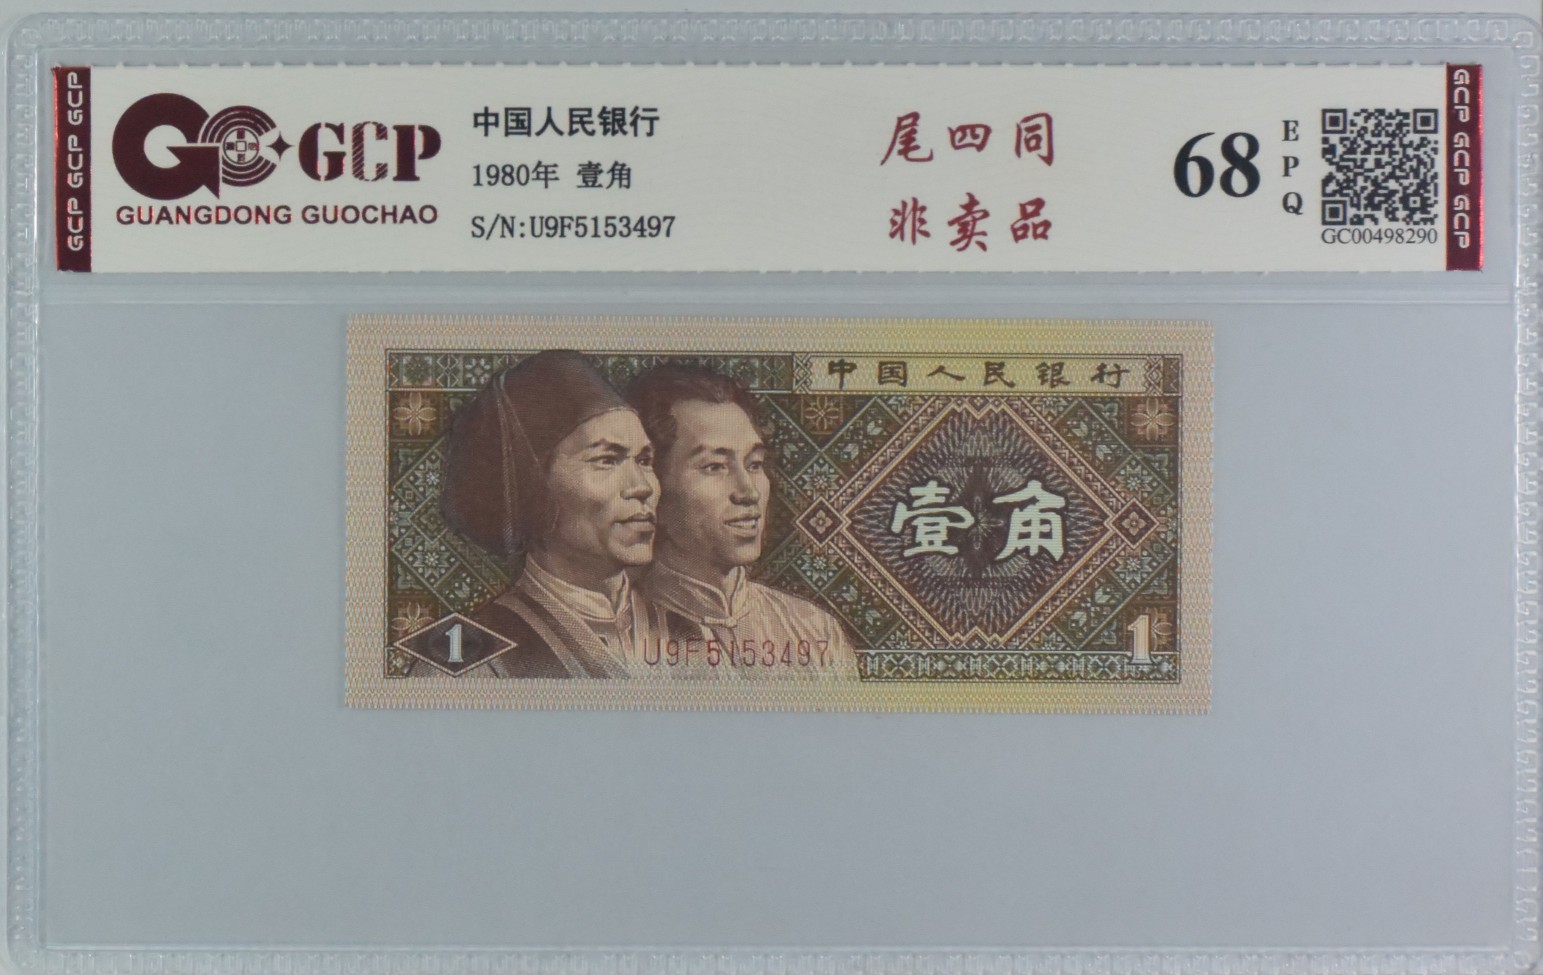 GCP GCP GCP
GCP
GUANGDONG GUOCHAO
中国人民银行
1980年 壹角
S/N:U9F5153497
尾四同
非卖品
68
EPQ
GC00498290
GCP GCP GCP
中国人民银行
壹角
1
U9F5153497
1